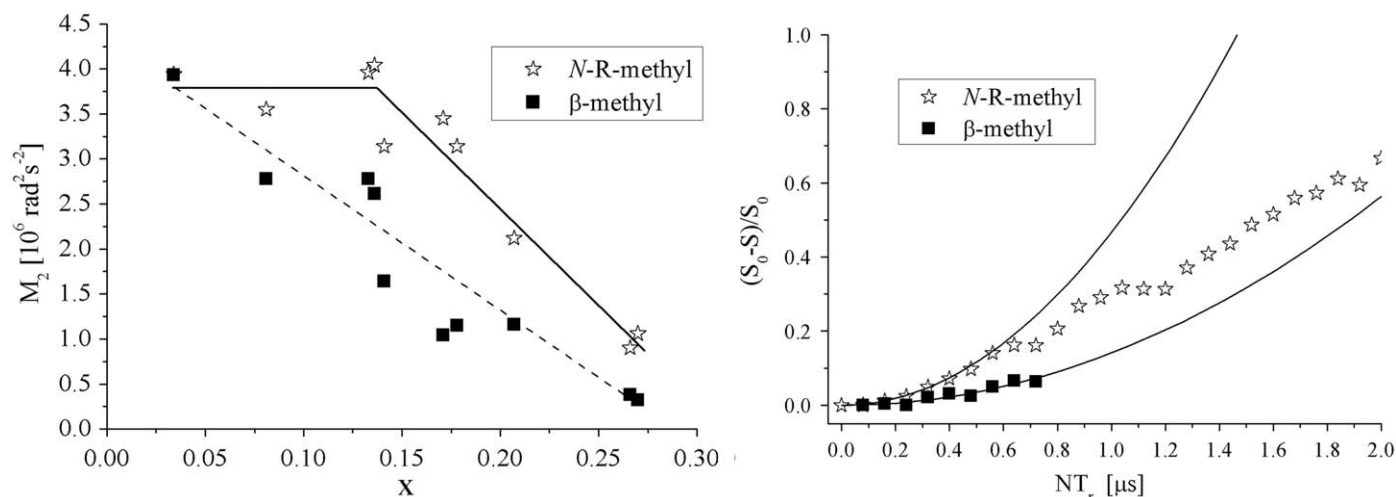 4.5
4.0
3.5
3.0
2.5
2.0
1.5
1.0
0.5
0.0
M₂ [10⁶ rad²s⁻²]
N-R-methyl
β-methyl
0.00 0.05 0.10 0.15 0.20 0.25 0.30
X
1.0
0.8
0.6
0.4
0.2
0.0
(S₀-S)/S₀
N-R-methyl
β-methyl
0.0 0.2 0.4 0.6 0.8 1.0 1.2 1.4 1.6 1.8 2.0
NTᵣ [μs]